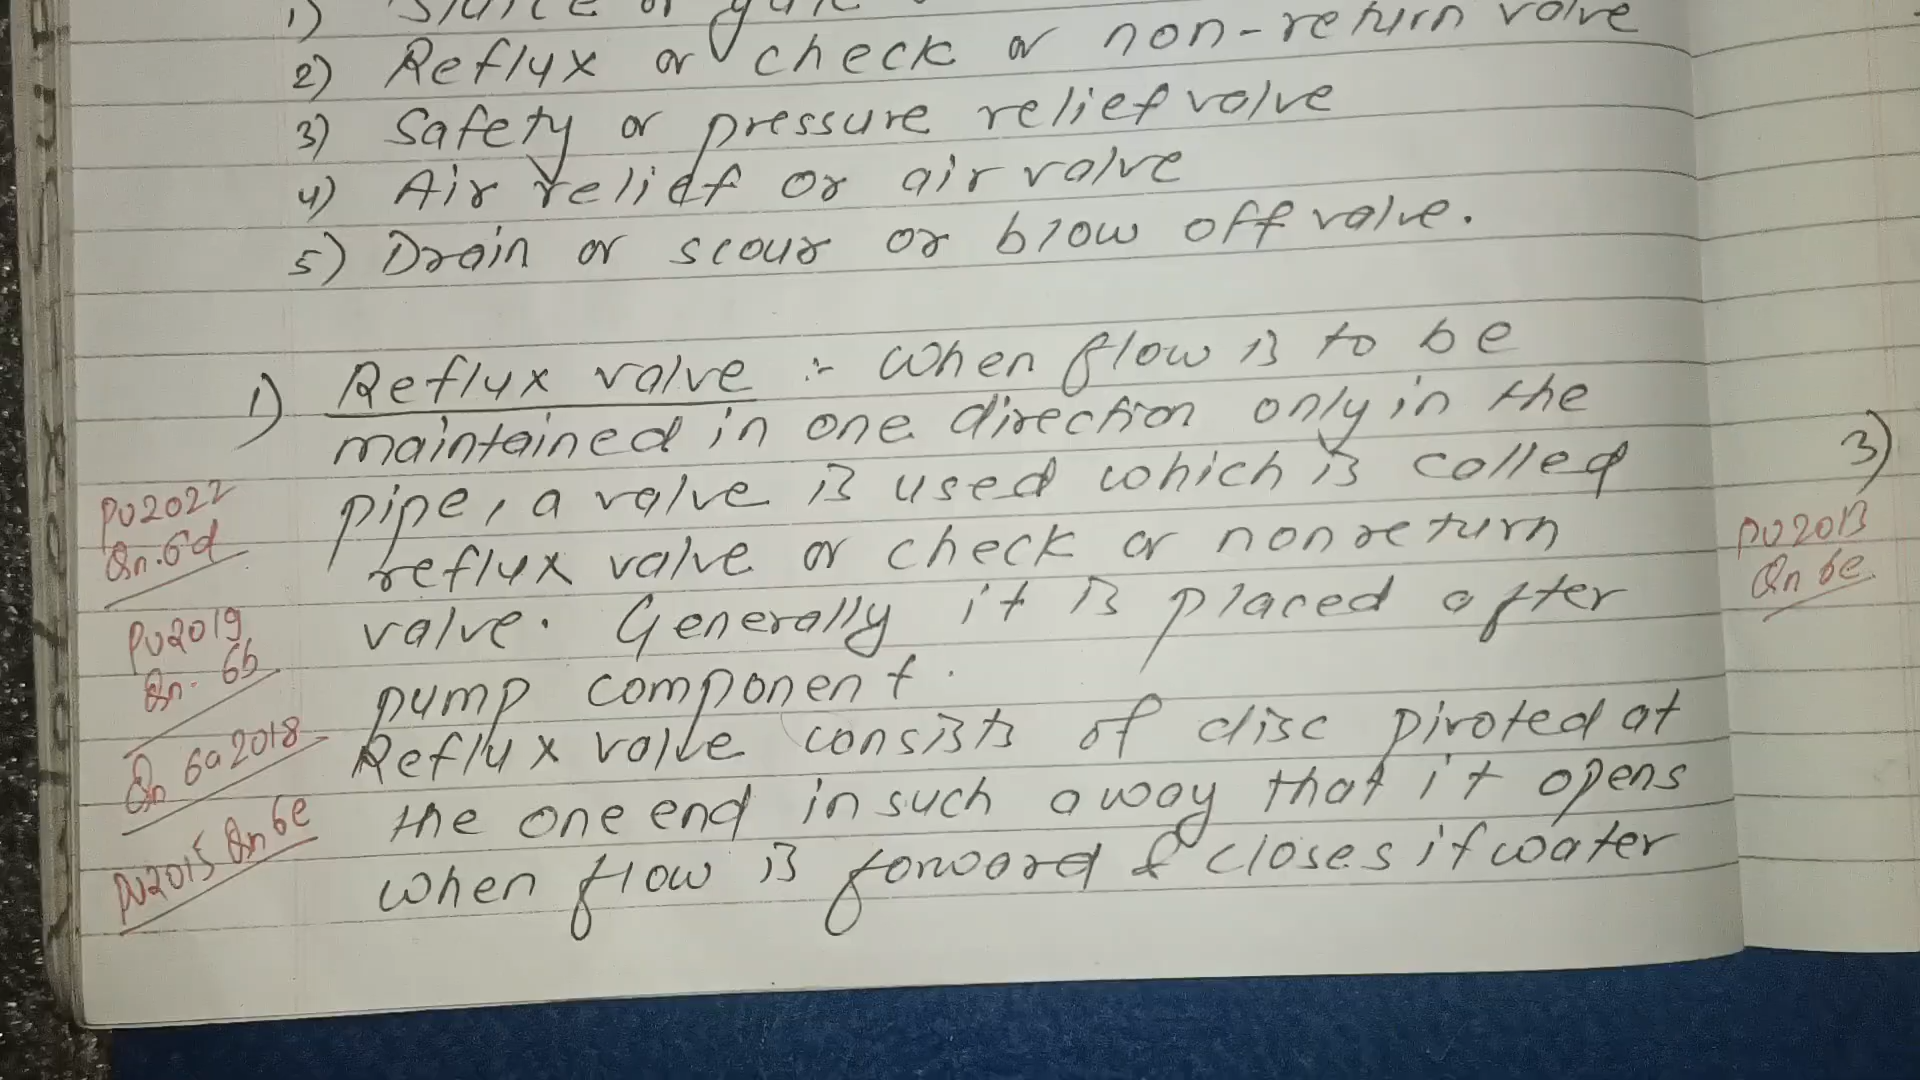 1) Sluice or gate
2) Reflux or check or non-return valve
3) Safety or pressure relief valve
4) Air relief or air valve
5) Drain or scour or blow off valve.
1) Reflux valve :- When flow is to be
maintained in one direction only in the
pipe, a valve is used which is called
reflux valve or check or non return
valve. Generally it is placed after
pump component.
Reflux valve consists of disc pivoted at
the one end in such a way that it opens
when flow is forward & closes if water
PU2022
Qn.6d
PU2019
Qn. 6b
Qn 6a 2018
PU2015 Qn 6e
3)
PU2013
Qn 6e